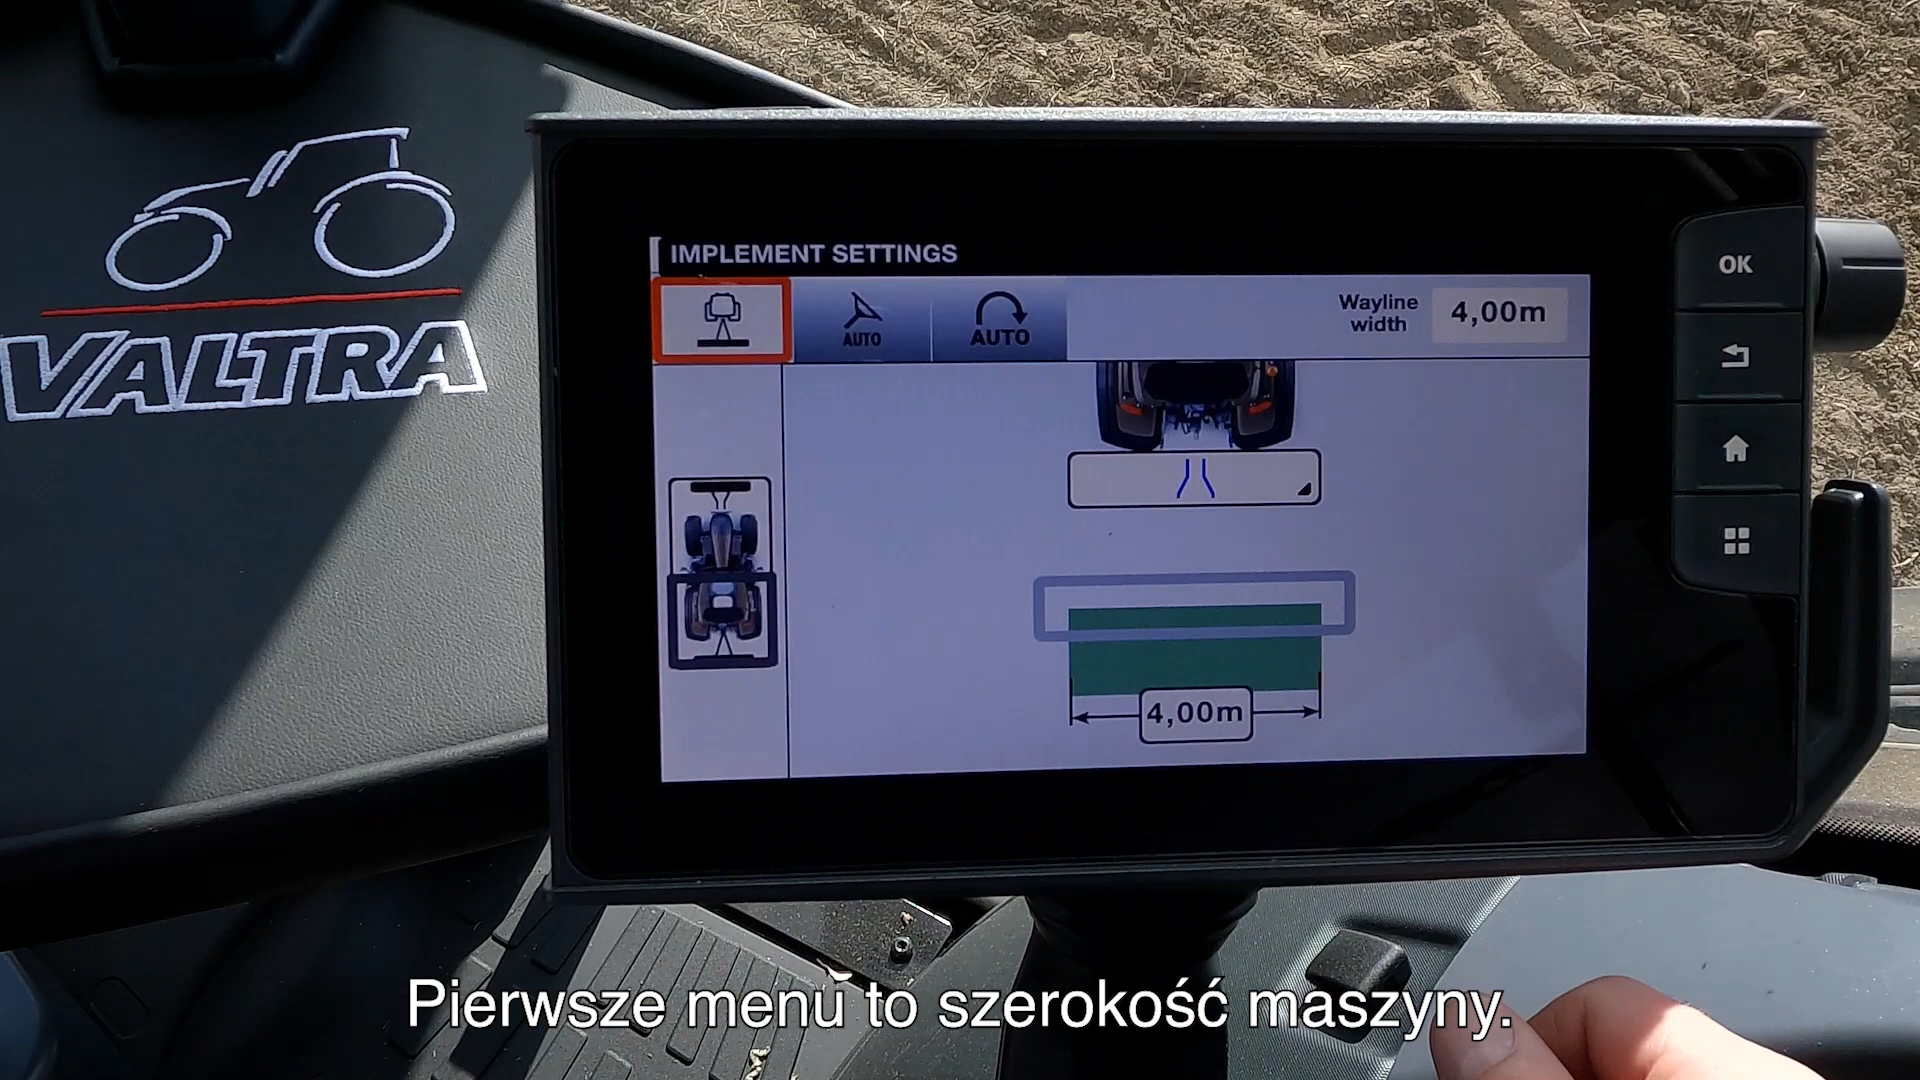 VALTRA
IMPLEMENT SETTINGS
AUTO
AUTO
Wayline
width
4,00m
4,00m
OK
Pierwsze menu to szerokość maszyny.